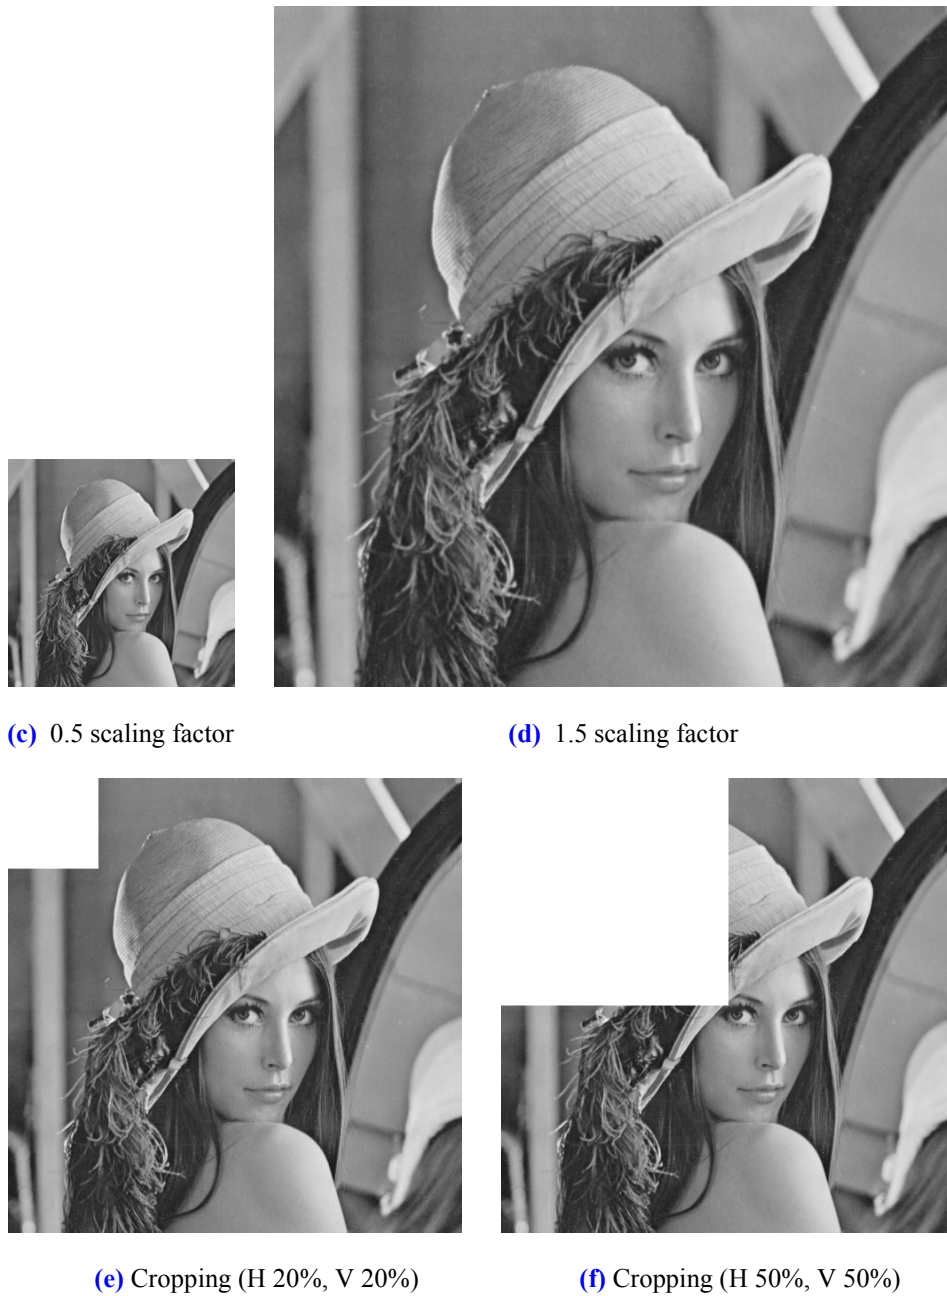 (c) 0.5 scaling factor
(d) 1.5 scaling factor
(e) Cropping (H 20%, V 20%)
(f) Cropping (H 50%, V 50%)